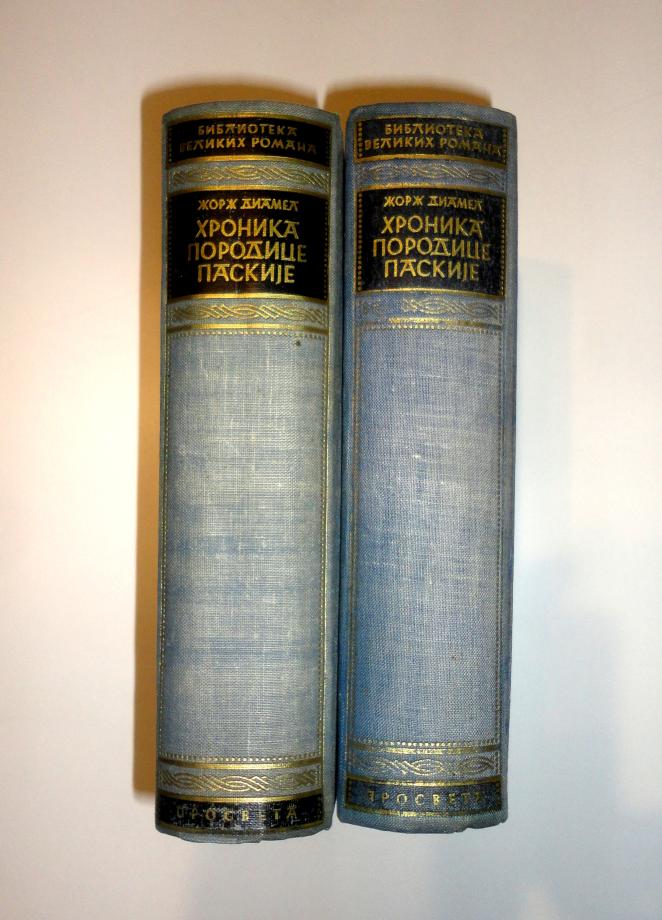 БИБЛИОТЕКА
ВЕЛИКИХ РОМАНА
ЖОРЖ ДИАМЕЛ
ХРОНИКА
ПОРОДИЦЕ
ПАСКИЈЕ
ПРОСВЕТА
БИБЛИОТЕКА
ВЕЛИКИХ РОМАНА
ЖОРЖ ДИАМЕЛ
ХРОНИКА
ПОРОДИЦЕ
ПАСКИЈЕ
ПРОСВЕТА